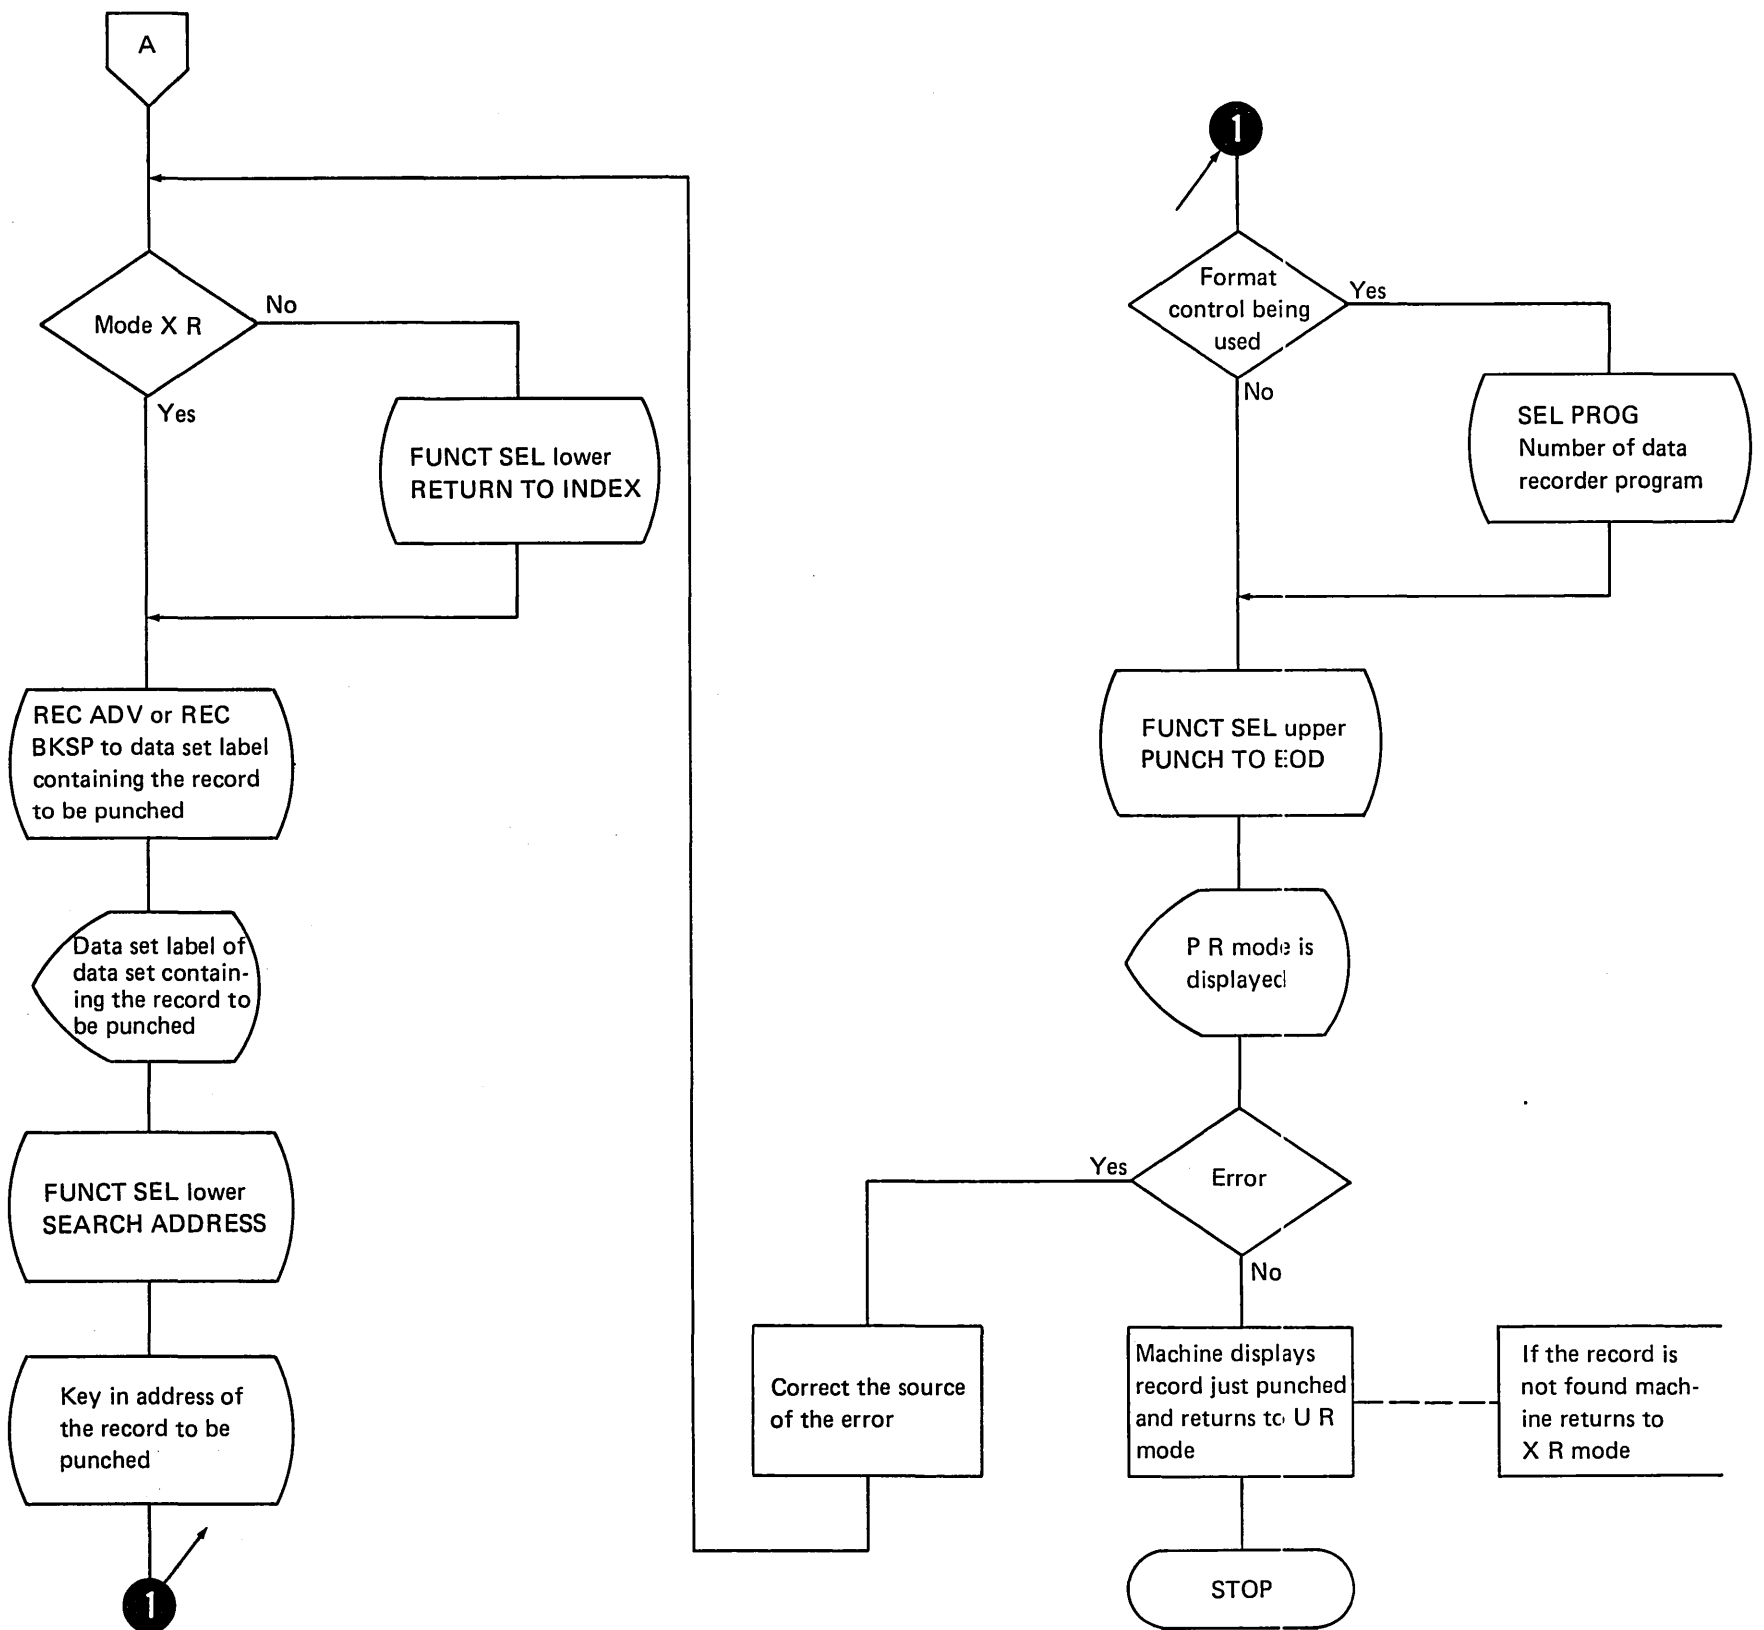 A
Mode X R
No
Yes
FUNCT SEL lower
RETURN TO INDEX
REC ADV or REC
BKSP to data set label
containing the record
to be punched
Data set label of
data set contain-
ing the record to
be punched
FUNCT SEL lower
SEARCH ADDRESS
Key in address of
the record to be
punched
1
1
Format
control being
used
Yes
No
SEL PROG
Number of data
recorder program
FUNCT SEL upper
PUNCH TO EOD
P R mode is
displayed
Error
Yes
No
Correct the source
of the error
Machine displays
record just punched
and returns to U R
mode
If the record is
not found mach-
ine returns to
X R mode
STOP